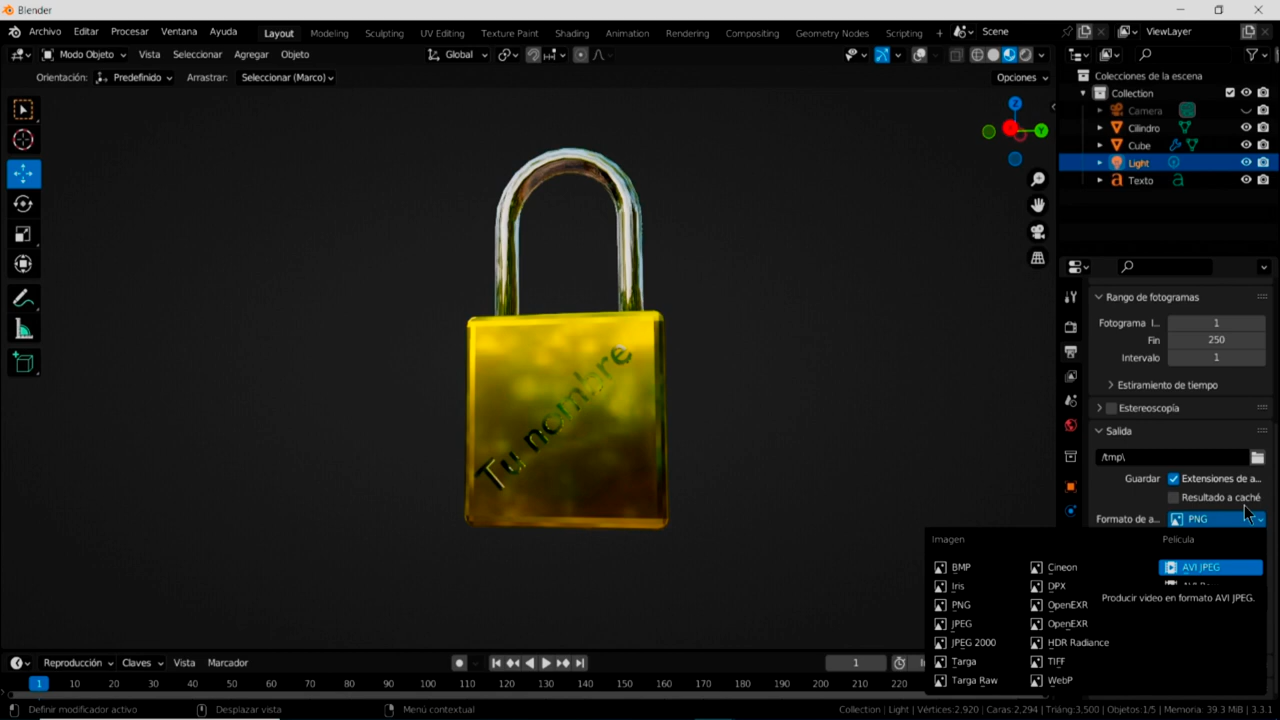 Blender
Archivo Editar Procesar Ventana Ayuda Layout Modeling Sculpting UV Editing Texture Paint Shading Animation Rendering Compositing Geometry Nodes Scripting + Scene ViewLayer
Modo Objeto Vista Seleccionar Agregar Objeto Global
Orientación: Predefinido Arrastrar: Seleccionar (Marco) Opciones
Colecciones de la escena
Collection
Camera
Cilindro
Cube
Light
Texto
Z
Y
Tu nombre
Rango de fotogramas
Fotograma I... 1
Fin 250
Intervalo 1
Estiramiento de tiempo
Estereoscopía
Salida
/tmp\
Guardar Extensiones de a...
Resultado a caché
Formato de a... PNG
Imagen Película
BMP Cineon AVI JPEG
Iris DPX
PNG OpenEXR Producir video en formato AVI JPEG.
JPEG OpenEXR
JPEG 2000 HDR Radiance
Targa TIFF
Targa Raw WebP
Reproducción Claves Vista Marcador 1
1 10 20 30 40 50 60 70 80 90 100 110 120 130 140 150 160 170 180 190 200 210 220
Definir modificador activo Desplazar vista Menú contextual Collection | Light | Vértices:2,920 | Caras:2,294 | Triáng:3,500 | Objetos:1/5 | Memoria: 39.3 MiB | 3.3.1